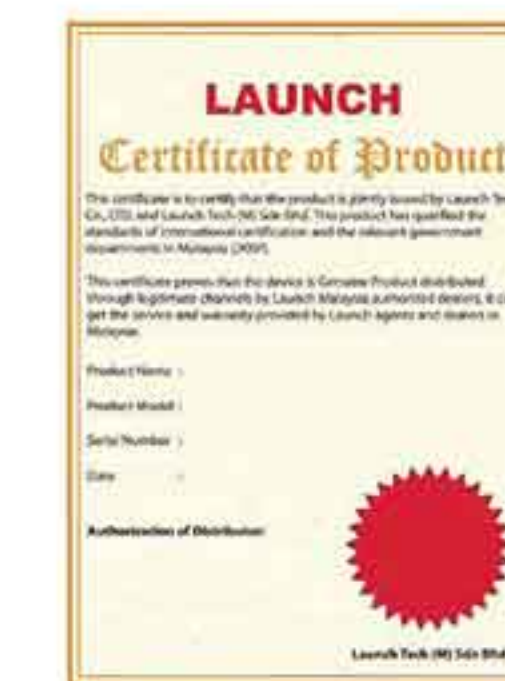 LAUNCH
Certificate of Product
This certificate is to certify that the product is jointly issued by Launch Te
Co., LTD. and Launch Tech (M) Sdn Bhd. This product has qualified the
standards of international certification and the relevant government
departments in Malaysia
This certificate proves that the device is Genuine Product distributed
through legitimate channels by Launch Malaysia authorized dealers, it c
get the service and warranty provided by Launch agents and dealers in
Malaysia.
Product Name :
Product Model :
Serial Number :
Date :
Authorization of Distributor:
Launch Tech (M) Sdn Bhd